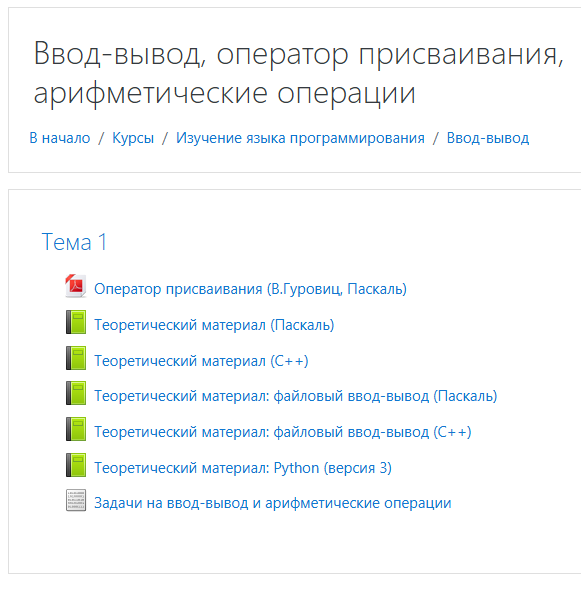 Ввод-вывод, оператор присваивания,
арифметические операции
В начало / Курсы / Изучение языка программирования / Ввод-вывод
Тема 1
Оператор присваивания (В.Гуровиц, Паскаль)
Теоретический материал (Паскаль)
Теоретический материал (C++)
Теоретический материал: файловый ввод-вывод (Паскаль)
Теоретический материал: файловый ввод-вывод (C++)
Теоретический материал: Python (версия 3)
Задачи на ввод-вывод и арифметические операции